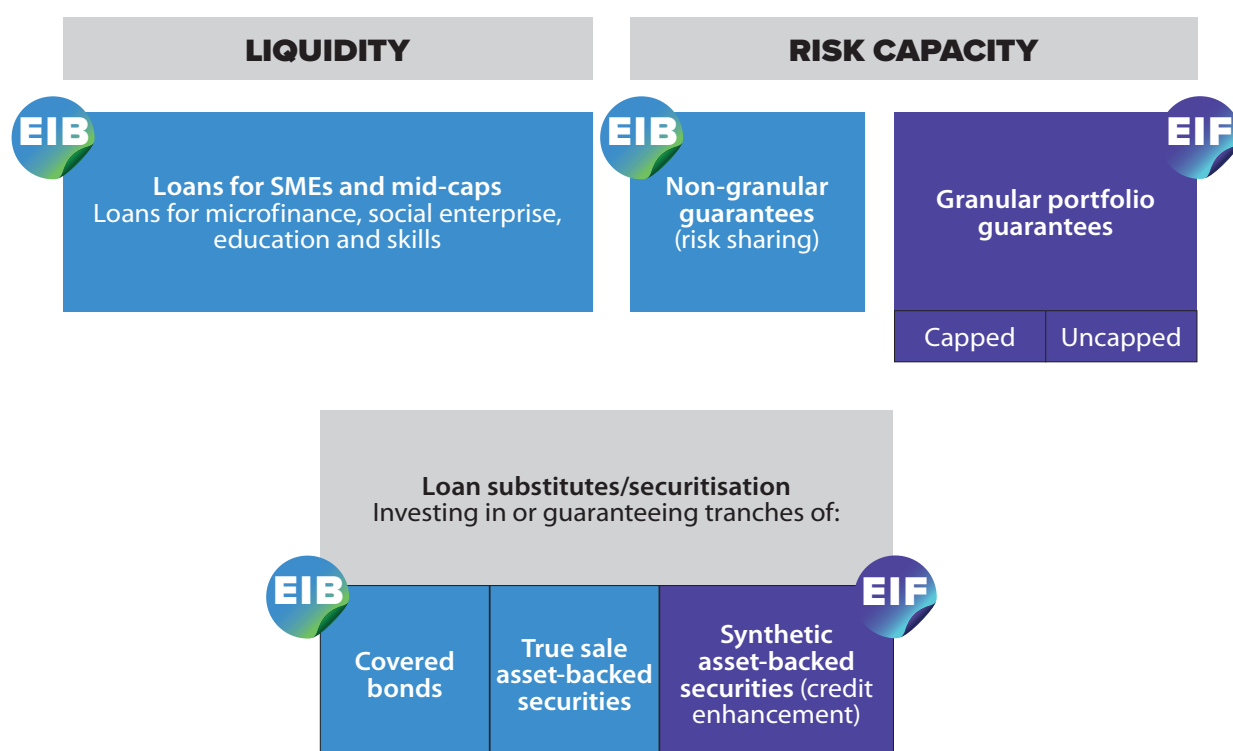 LIQUIDITY
RISK CAPACITY
EIB
Loans for SMEs and mid-caps
Loans for microfinance, social enterprise,
education and skills
EIB
Non-granular
guarantees
(risk sharing)
EIF
Granular portfolio
guarantees
Capped
Uncapped
Loan substitutes/securitisation
Investing in or guaranteeing tranches of:
EIB
EIF
Covered
bonds
True sale
asset-backed
securities
Synthetic
asset-backed
securities (credit
enhancement)